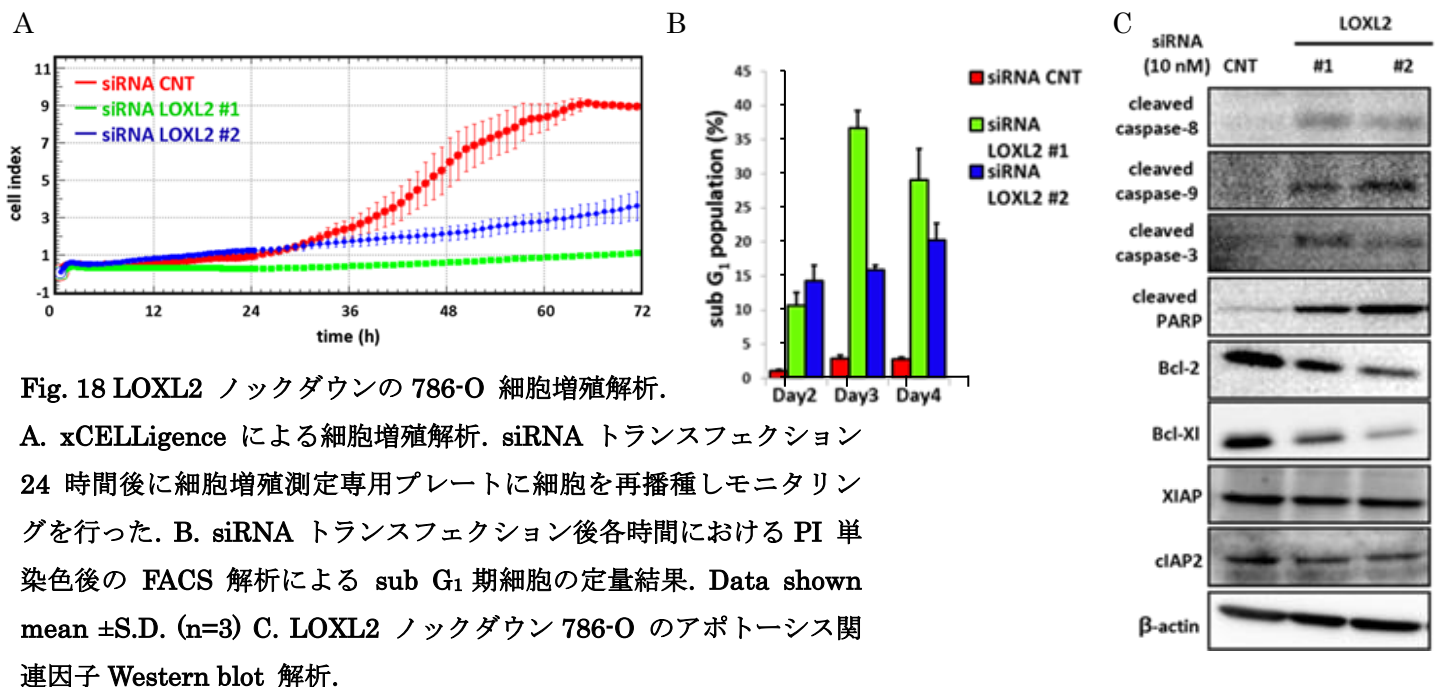 A
11
9
7
5
3
1
-1
cell index
siRNA CNT
siRNA LOXL2 #1
siRNA LOXL2 #2
0 12 24 36 48 60 72
time (h)
B
45
40
35
30
25
20
15
10
5
0
sub G₁ population (%)
Day2 Day3 Day4
siRNA CNT
siRNA
LOXL2 #1
siRNA
LOXL2 #2
C
LOXL2
siRNA
(10 nM) CNT #1 #2
cleaved
caspase-8
cleaved
caspase-9
cleaved
caspase-3
cleaved
PARP
Bcl-2
Bcl-Xl
XIAP
cIAP2
β-actin
Fig. 18 LOXL2 ノックダウンの 786-O 細胞増殖解析.
A. xCELLigence による細胞増殖解析. siRNA トランスフェクション
24 時間後に細胞増殖測定専用プレートに細胞を再播種しモニタリン
グを行った. B. siRNA トランスフェクション後各時間における PI 単
染色後の FACS 解析による sub G₁ 期細胞の定量結果. Data shown
mean ±S.D. (n=3) C. LOXL2 ノックダウン 786-O のアポトーシス関
連因子 Western blot 解析.